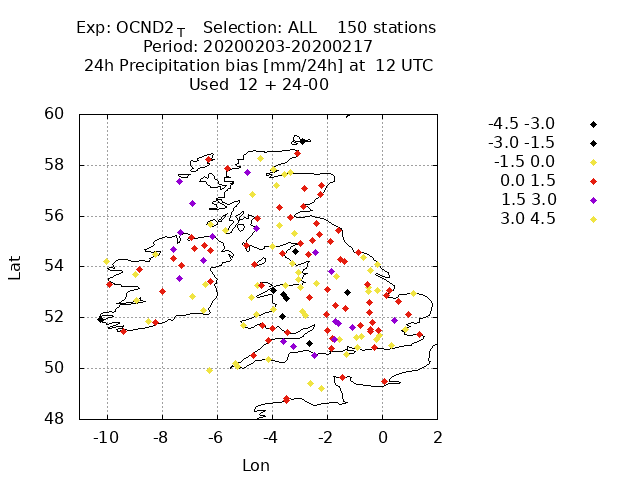 Exp: OCND2T   Selection: ALL    150 stations
Period: 20200203-20200217
24h Precipitation bias [mm/24h] at  12 UTC
Used  12 + 24-00
-4.5 -3.0
-3.0 -1.5
-1.5 0.0
0.0 1.5
1.5 3.0
3.0 4.5
60
58
56
54
52
50
48
Lat
-10 -8 -6 -4 -2 0 2
Lon